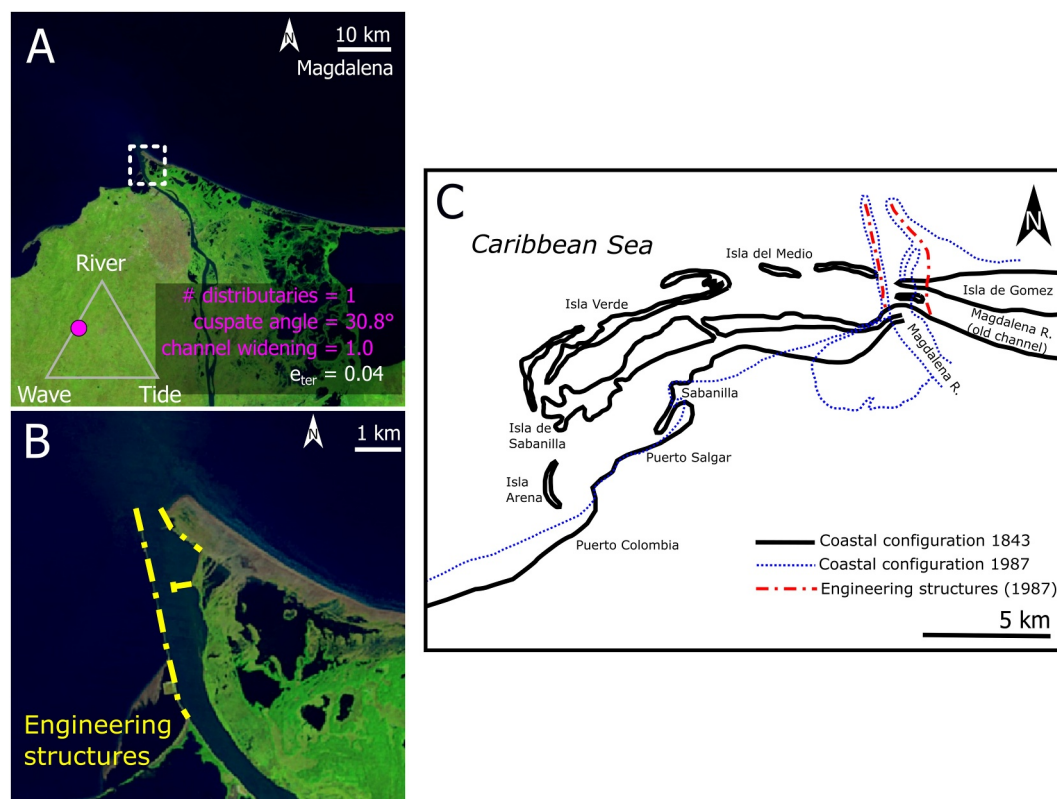 A
N
10 km
Magdalena
River
# distributaries = 1
cuspate angle = 30.8°
channel widening = 1.0
e_ter = 0.04
Wave
Tide
B
N
1 km
Engineering
structures
C
N
Caribbean Sea
Isla del Medio
Isla Verde
Isla de Gomez
Magdalena R.
(old channel)
Magdalena R.
Sabanilla
Isla de
Sabanilla
Puerto Salgar
Isla
Arena
Puerto Colombia
Coastal configuration 1843
Coastal configuration 1987
Engineering structures (1987)
5 km